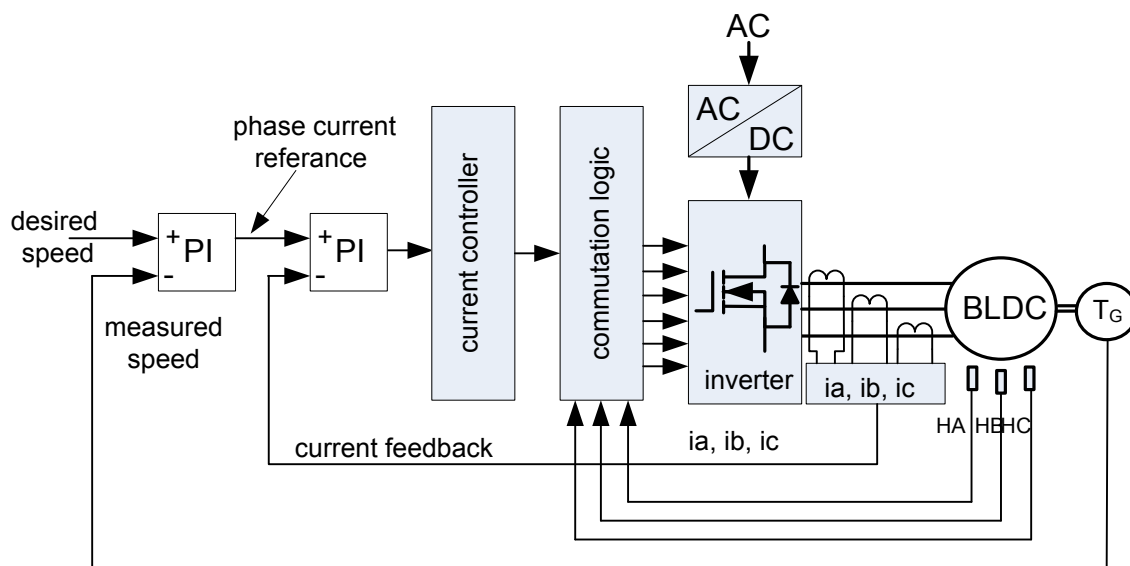 AC
AC
DC
phase current
referance
desired
speed
+
PI
-
+
PI
-
measured
speed
current controller
commutation logic
inverter
BLDC
TG
ia, ib, ic
HA
HB
HC
current feedback
ia, ib, ic